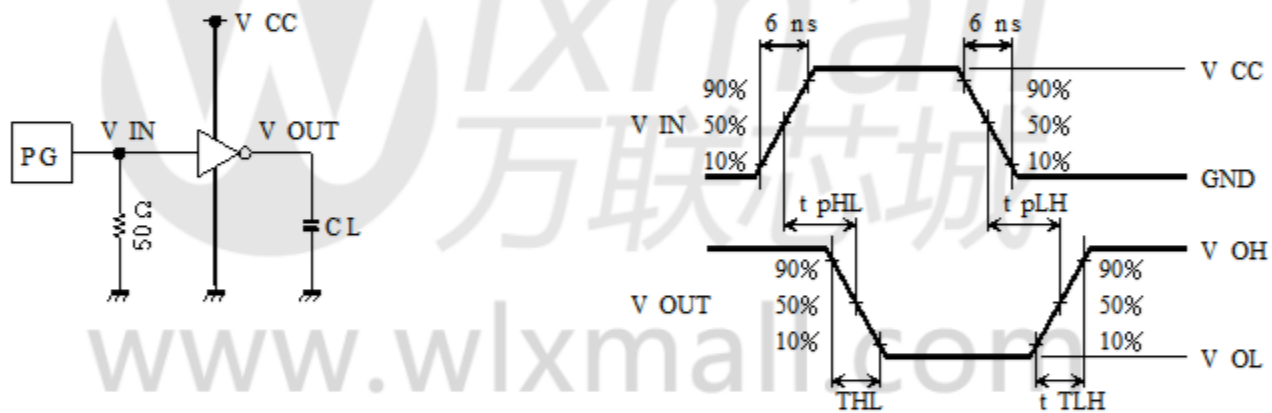 V CC
PG
V IN
V OUT
50 Ω
CL
6 ns
6 ns
V IN
90%
50%
10%
90%
50%
10%
V CC
GND
t pHL
t pLH
V OUT
90%
50%
10%
90%
50%
10%
V OH
V OL
THL
t TLH
wlxmall
万联芯城
www.wlxmall.com